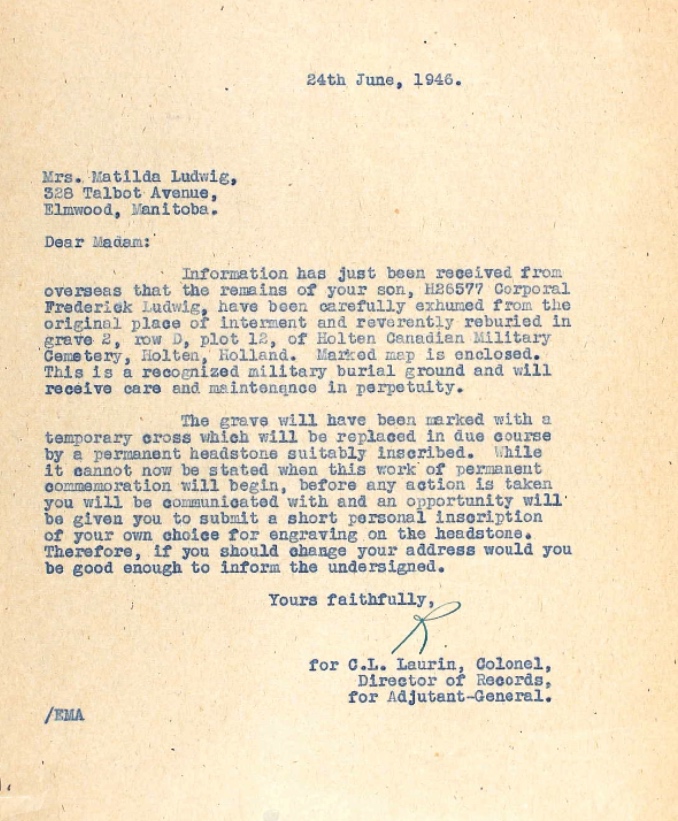 24th June, 1946.
Mrs. Matilda Ludwig,
328 Talbot Avenue,
Elmwood, Manitoba.
Dear Madam:
Information has just been received from
overseas that the remains of your son, H26577 Corporal
Frederick Ludwig, have been carefully exhumed from the
original place of interment and reverently reburied in
grave 2, row D, plot 12, of Holten Canadian Military
Cemetery, Holten, Holland. Marked map is enclosed.
This is a recognized military burial ground and will
receive care and maintenance in perpetuity.
The grave will have been marked with a
temporary cross which will be replaced in due course
by a permanent headstone suitably inscribed. While
it cannot now be stated when this work of permanent
commemoration will begin, before any action is taken
you will be communicated with and an opportunity will
be given you to submit a short personal inscription
of your own choice for engraving on the headstone.
Therefore, if you should change your address would you
be good enough to inform the undersigned.
Yours faithfully,
R
for C.L. Laurin, Colonel,
Director of Records,
for Adjutant-General.
/EMA